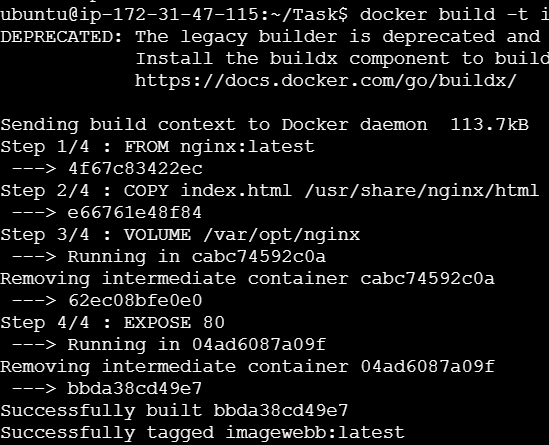 ubuntu@ip-172-31-47-115:~/Task$ docker build -t i
DEPRECATED: The legacy builder is deprecated and
Install the buildx component to build
https://docs.docker.com/go/buildx/
Sending build context to Docker daemon  113.7kB
Step 1/4 : FROM nginx:latest
---> 4f67c83422ec
Step 2/4 : COPY index.html /usr/share/nginx/html
---> e66761e48f84
Step 3/4 : VOLUME /var/opt/nginx
---> Running in cabc74592c0a
Removing intermediate container cabc74592c0a
---> 62ec08bfe0e0
Step 4/4 : EXPOSE 80
---> Running in 04ad6087a09f
Removing intermediate container 04ad6087a09f
---> bbda38cd49e7
Successfully built bbda38cd49e7
Successfully tagged imagewebb:latest